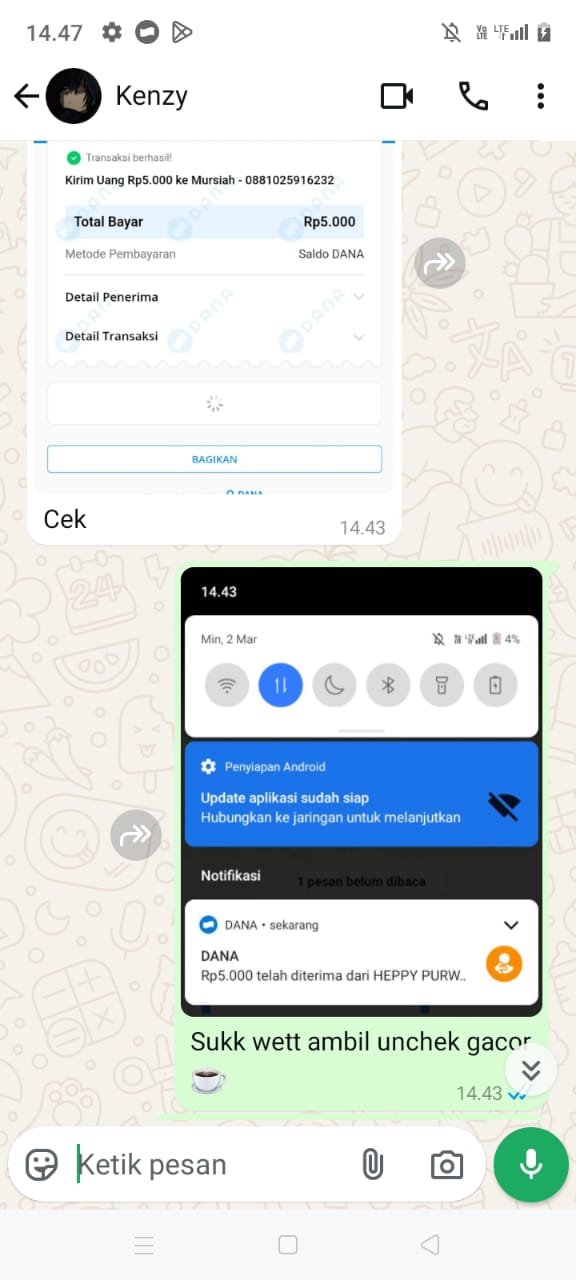 14.47
Kenzy
Transaksi berhasil!
Kirim Uang Rp5.000 ke Mursiah - 0881025916232
Total Bayar Rp5.000
Metode Pembayaran Saldo DANA
Detail Penerima
Detail Transaksi
BAGIKAN
DANA
Cek
14.43
14.43
Min, 2 Mar 4%
Penyiapan Android
Update aplikasi sudah siap
Hubungkan ke jaringan untuk melanjutkan
Notifikasi
1 pesan belum dibaca
DANA • sekarang
DANA
Rp5.000 telah diterima dari HEPPY PURW..
Sukk wett ambil unchek gacor
☕
14.43
Ketik pesan